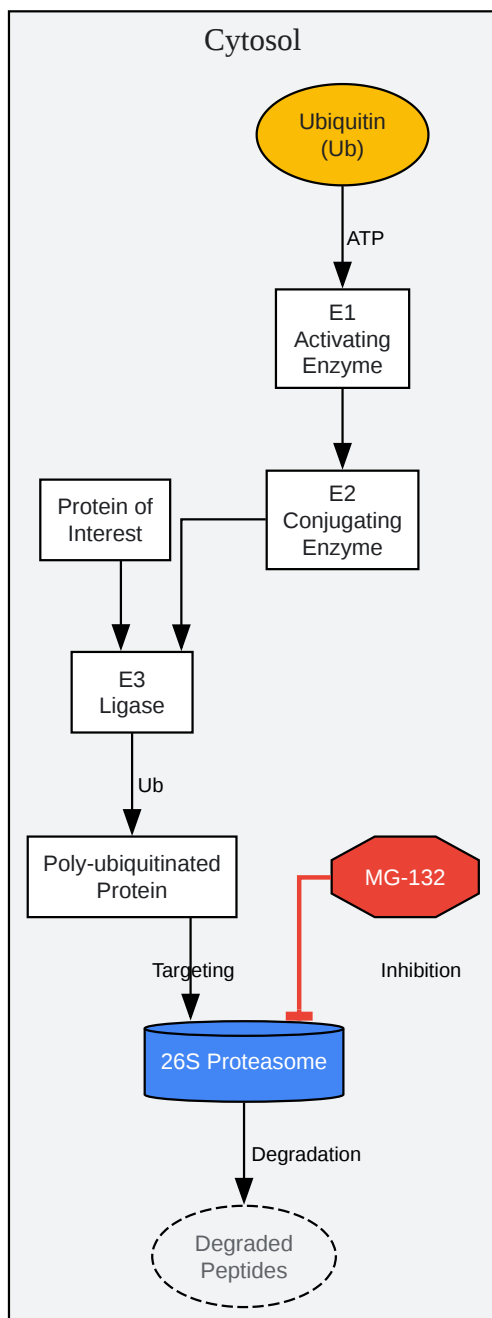 Cytosol
Ubiquitin
(Ub)
ATP
E1
Activating
Enzyme
E2
Conjugating
Enzyme
Protein of
Interest
E3
Ligase
Ub
Poly-ubiquitinated
Protein
MG-132
Targeting
Inhibition
26S Proteasome
Degradation
Degraded
Peptides